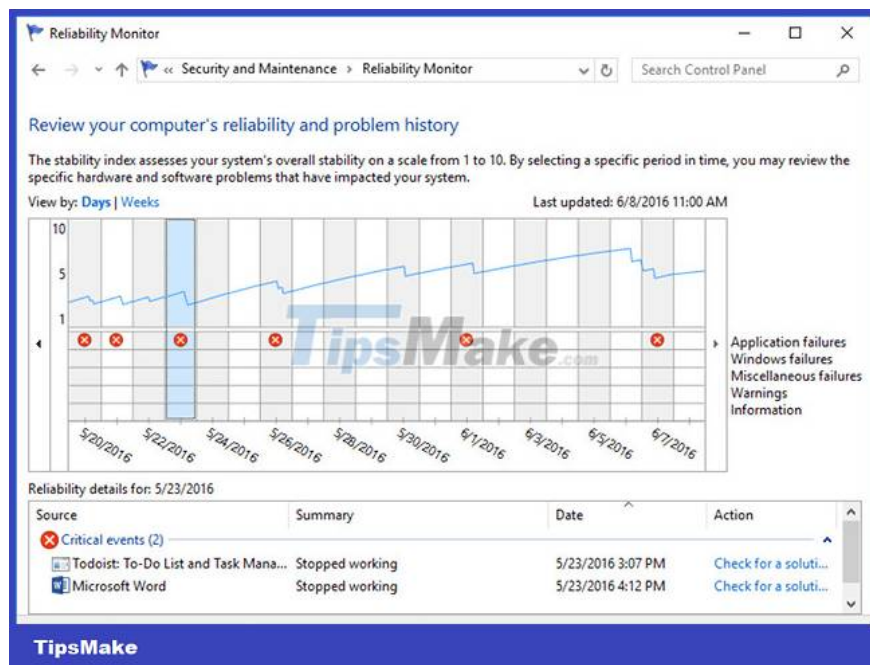 Reliability Monitor
« Security and Maintenance > Reliability Monitor
Search Control Panel
Review your computer's reliability and problem history
The stability index assesses your system's overall stability on a scale from 1 to 10. By selecting a specific period in time, you may review the
specific hardware and software problems that have impacted your system.
View by: Days | Weeks
Last updated: 6/8/2016 11:00 AM
10
5
1
TipsMake.com
Application failures
Windows failures
Miscellaneous failures
Warnings
Information
5/20/2016
5/22/2016
5/24/2016
5/26/2016
5/28/2016
5/30/2016
6/1/2016
6/3/2016
6/5/2016
6/7/2016
Reliability details for: 5/23/2016
Source Summary Date Action
Critical events (2)
Todoist: To-Do List and Task Mana... Stopped working 5/23/2016 3:07 PM Check for a soluti...
Microsoft Word Stopped working 5/23/2016 4:12 PM Check for a soluti...
TipsMake